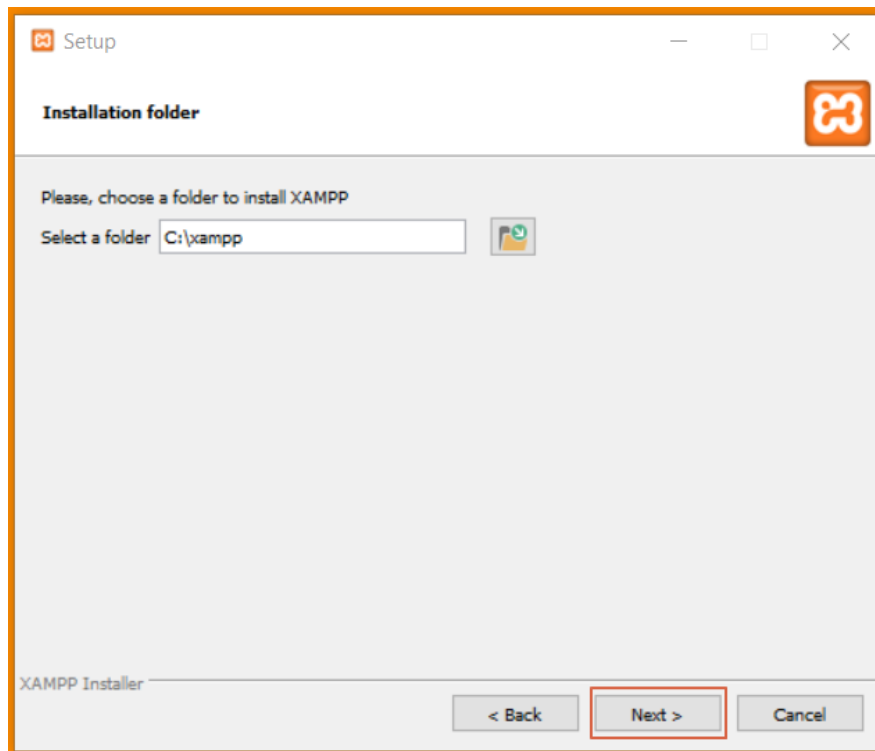 Setup
Installation folder
Please, choose a folder to install XAMPP
Select a folder C:\xampp
XAMPP Installer
< Back Next > Cancel